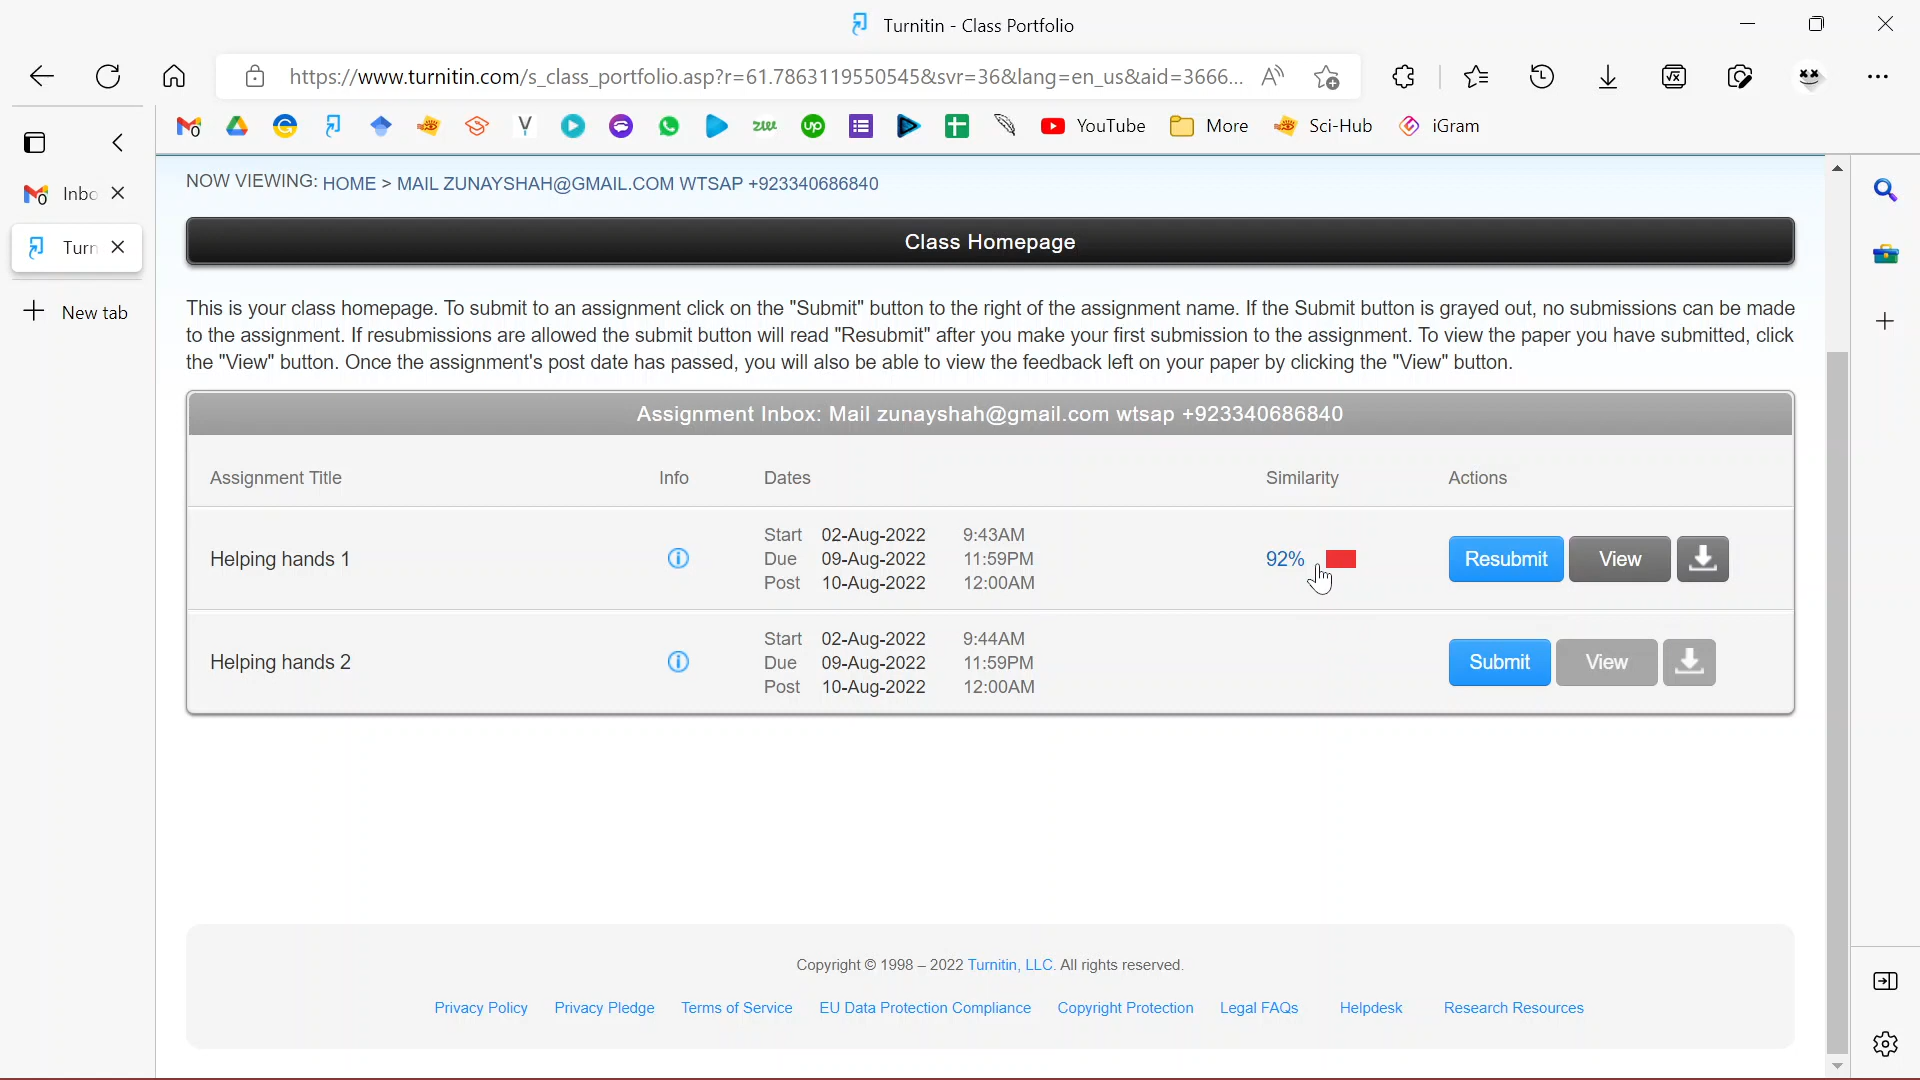 Turnitin - Class Portfolio
https://www.turnitin.com/s_class_portfolio.asp?r=61.7863119550545&svr=36&lang=en_us&aid=3666...
YouTube More Sci-Hub iGram
Inbo
Turn
New tab
NOW VIEWING: HOME > MAIL ZUNAYSHAH@GMAIL.COM WTSAP +923340686840
Class Homepage
This is your class homepage. To submit to an assignment click on the "Submit" button to the right of the assignment name. If the Submit button is grayed out, no submissions can be made
to the assignment. If resubmissions are allowed the submit button will read "Resubmit" after you make your first submission to the assignment. To view the paper you have submitted, click
the "View" button. Once the assignment's post date has passed, you will also be able to view the feedback left on your paper by clicking the "View" button.
Assignment Inbox: Mail zunayshah@gmail.com wtsap +923340686840
Assignment Title Info Dates Similarity Actions
Start 02-Aug-2022 9:43AM
Helping hands 1 Due 09-Aug-2022 11:59PM 92% Resubmit View
Post 10-Aug-2022 12:00AM
Start 02-Aug-2022 9:44AM
Helping hands 2 Due 09-Aug-2022 11:59PM Submit View
Post 10-Aug-2022 12:00AM
Copyright © 1998 – 2022 Turnitin, LLC. All rights reserved.
Privacy Policy Privacy Pledge Terms of Service EU Data Protection Compliance Copyright Protection Legal FAQs Helpdesk Research Resources